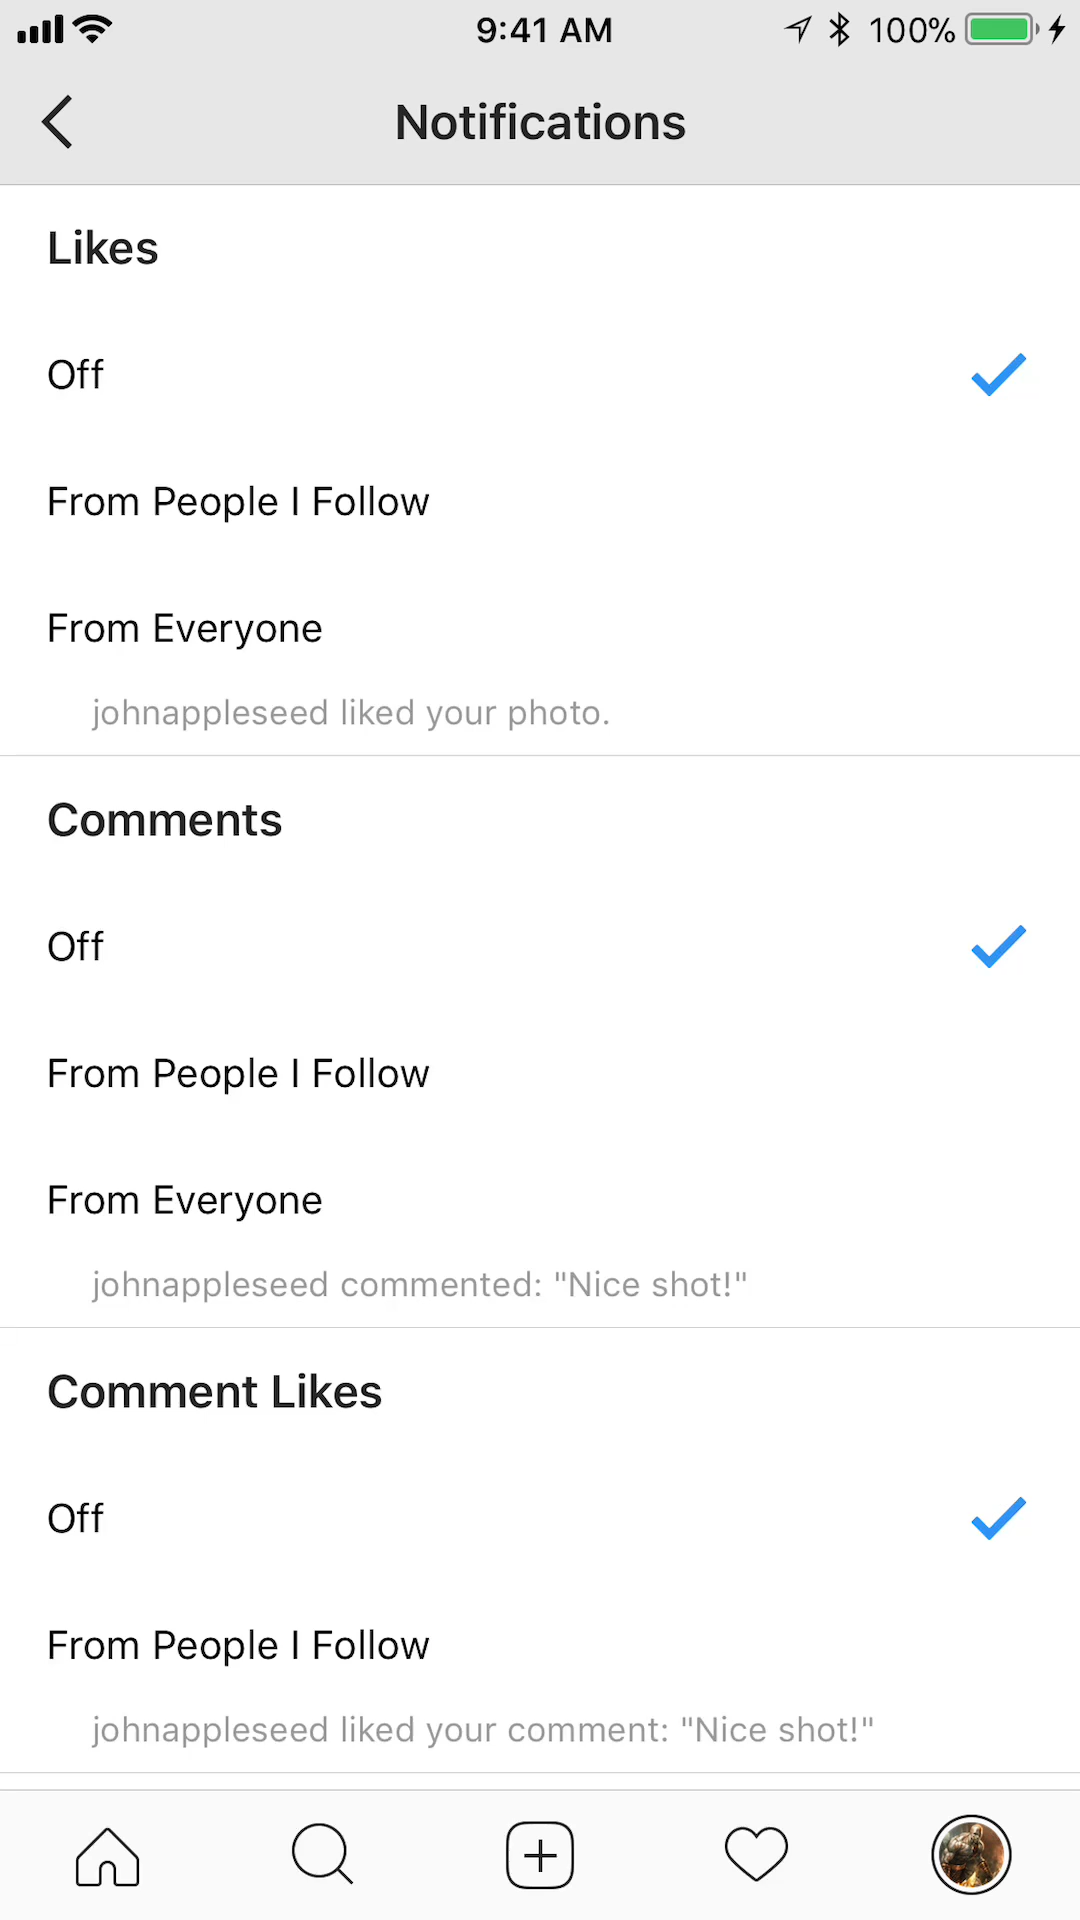 9:41 AM
100%
Notifications
Likes
Off
From People I Follow
From Everyone
johnappleseed liked your photo.
Comments
Off
From People I Follow
From Everyone
johnappleseed commented: "Nice shot!"
Comment Likes
Off
From People I Follow
johnappleseed liked your comment: "Nice shot!"